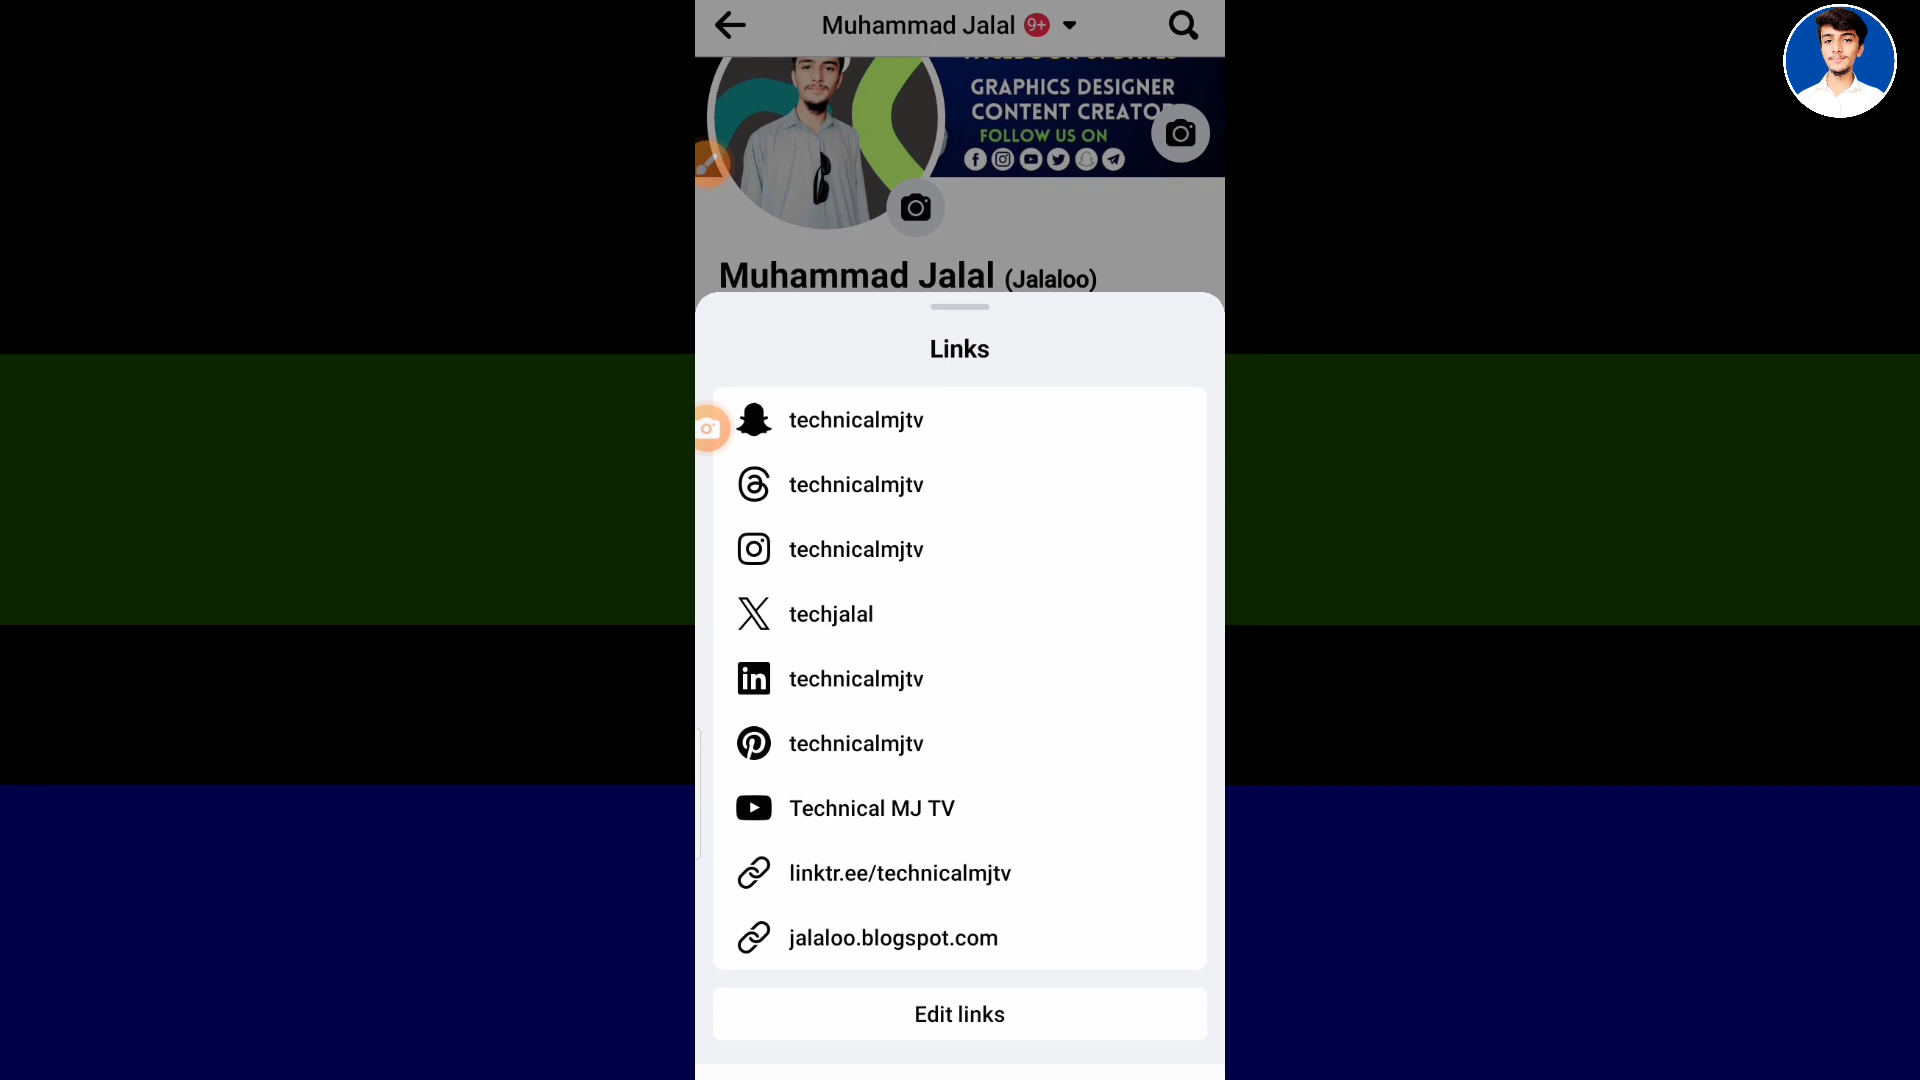 Muhammad Jalal 9+
GRAPHICS DESIGNER
CONTENT CREATO
FOLLOW US ON
Muhammad Jalal (Jalaloo)
Links
technicalmjtv
technicalmjtv
technicalmjtv
techjalal
technicalmjtv
technicalmjtv
Technical MJ TV
linktr.ee/technicalmjtv
jalaloo.blogspot.com
Edit links